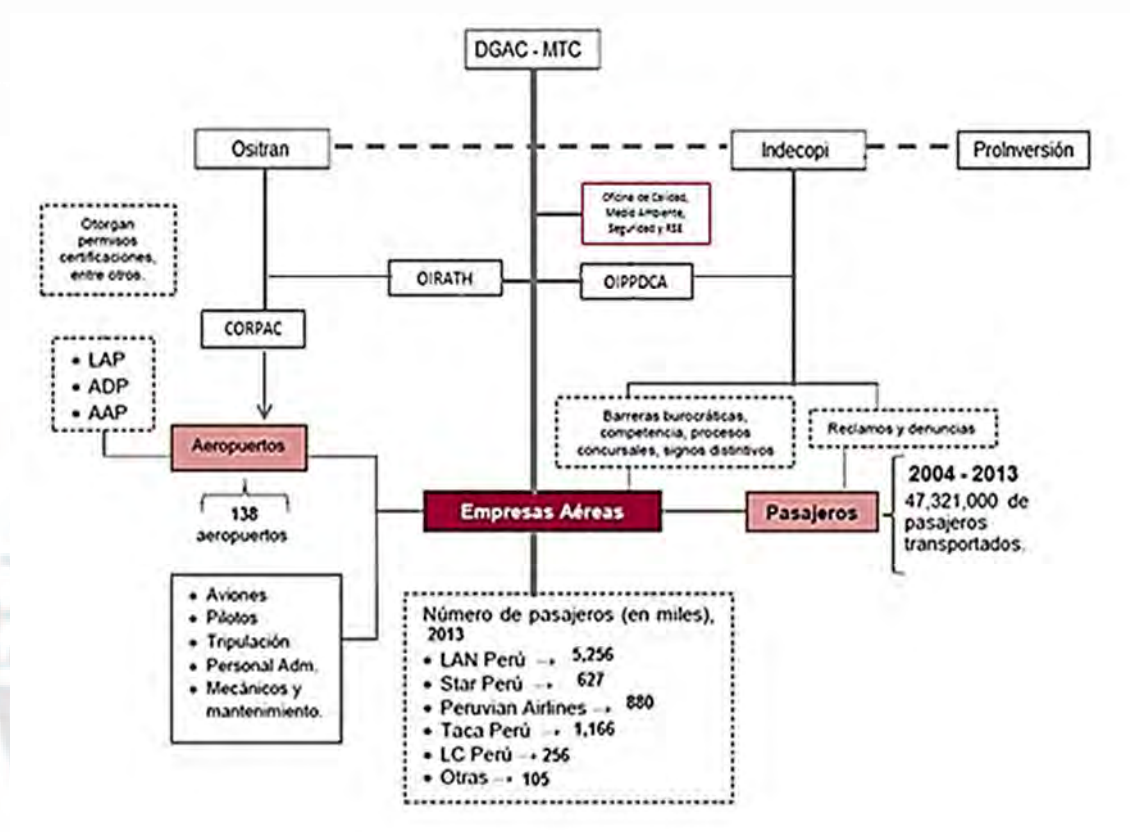 DGAC - MTC
Ositran
Indecopi
ProInversión
Oficina de Calidad,
Medio Ambiente,
Seguridad y RSE
Otorgan
permisos
certificaciones,
entre otros.
OIRATH
OIPPDCA
CORPAC
• LAP
• ADP
• AAP
Barreras burocráticas,
competencia, procesos
concursales, signos distintivos
Reclamos y denuncias
Aeropuertos
138
aeropuertos
Empresas Aéreas
Pasajeros
2004 - 2013
47,321,000 de
pasajeros
transportados.
• Aviones
• Pilotos
• Tripulación
• Personal Adm.
• Mecánicos y
mantenimiento.
Número de pasajeros (en miles),
2013
• LAN Perú → 5,256
• Star Perú → 627
• Peruvian Airlines → 880
• Taca Perú → 1,166
• LC Perú → 256
• Otras → 105